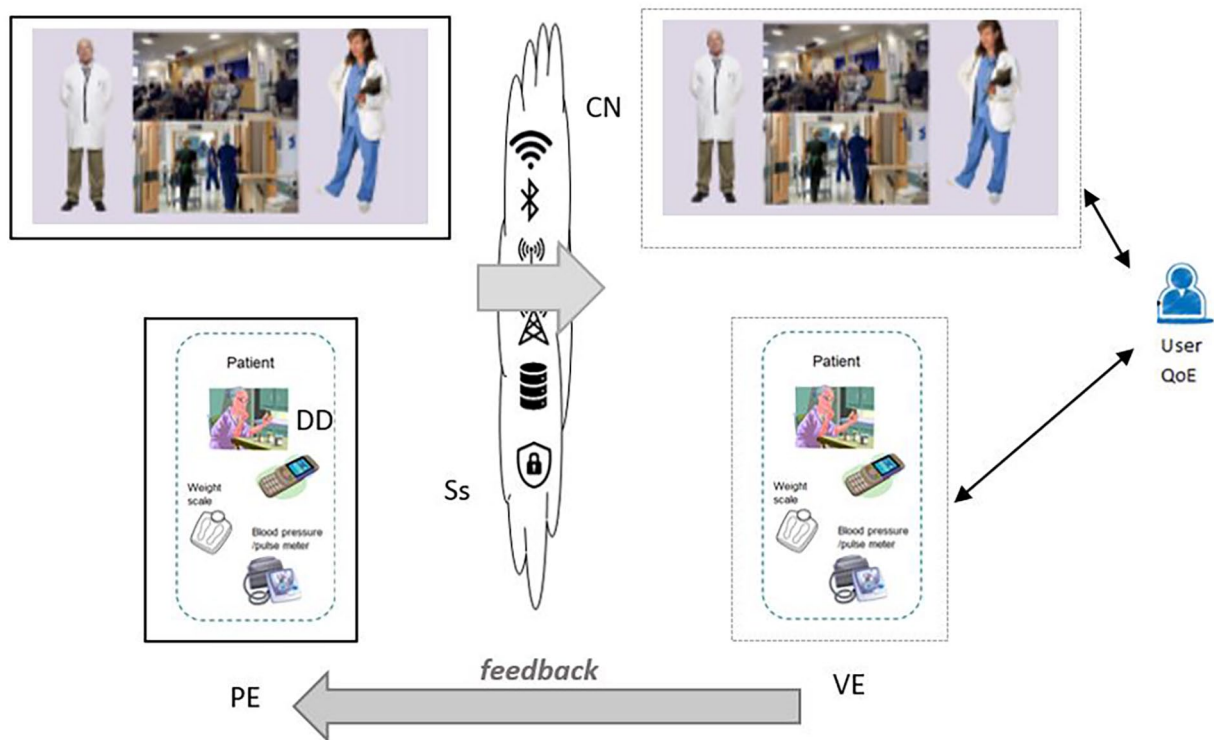 CN
Patient
DD
Weight
scale
Blood pressure
/pulse meter
Ss
Patient
Weight
scale
Blood pressure
/pulse meter
User
QoE
feedback
PE
VE